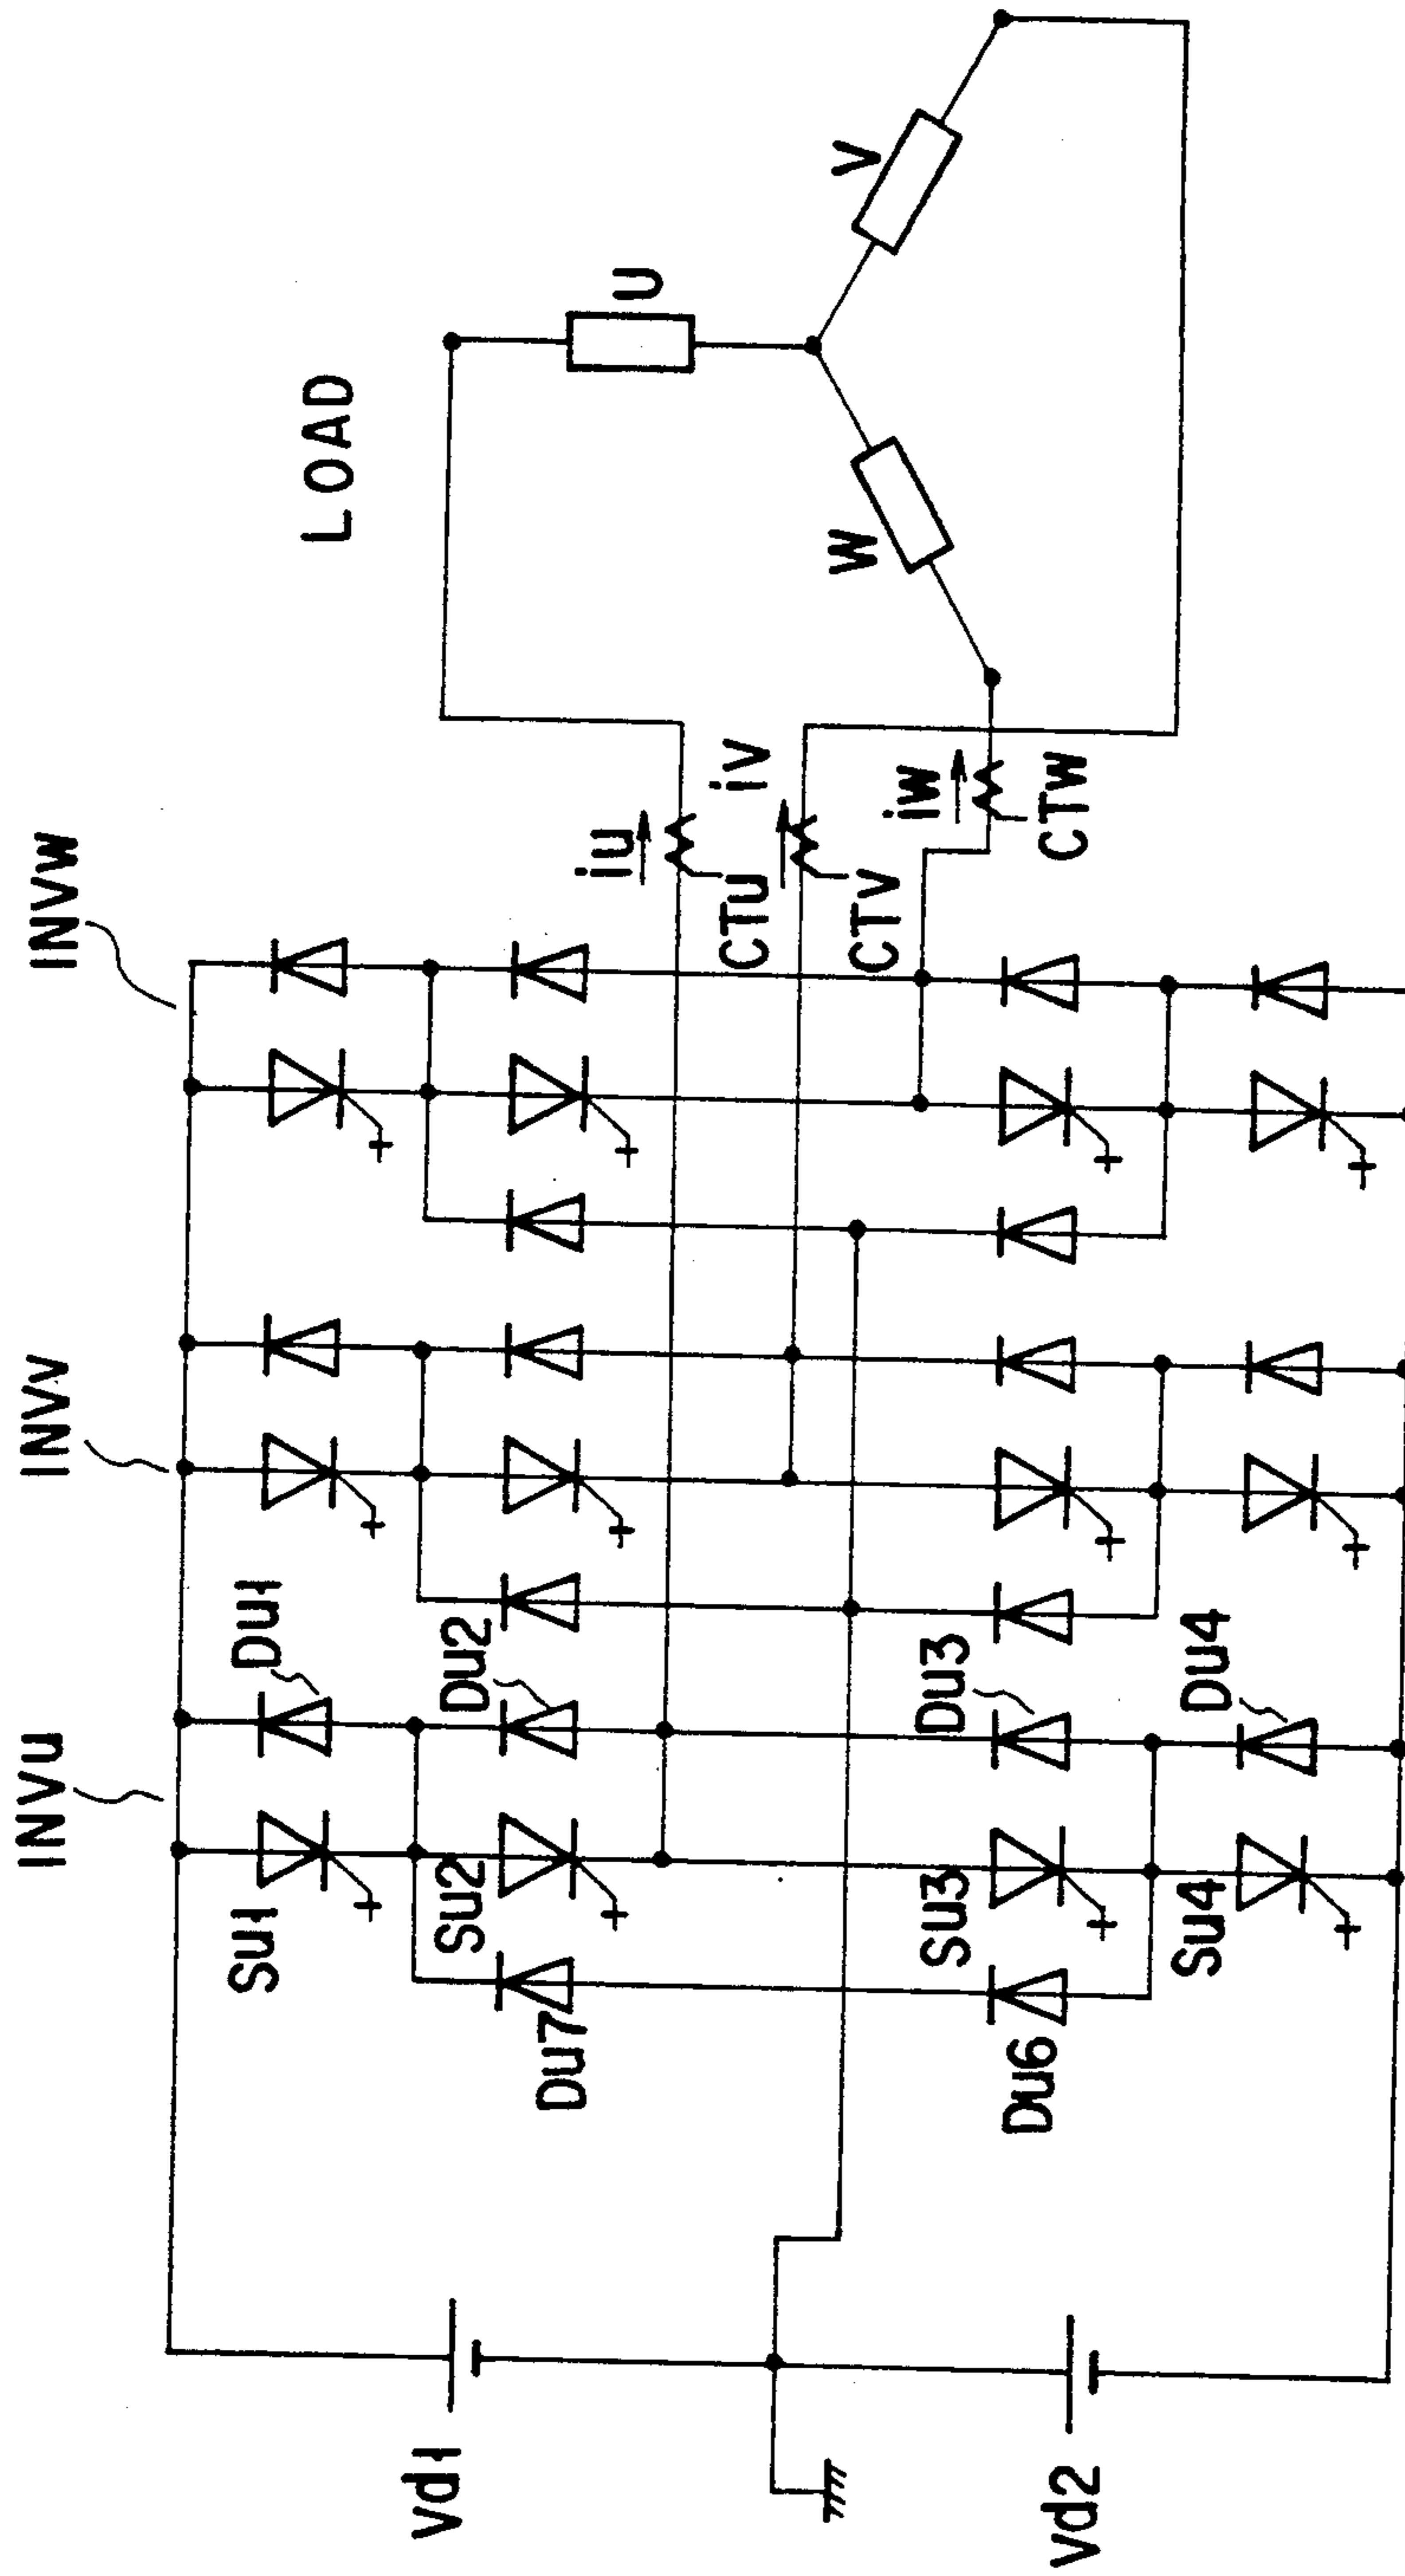 INVu
INVv
INVw
LOAD
Su1
Du1
Su2
Du2
Du7
Su3
Du3
Du6
Su4
Du4
Vd1
Vd2
iu
CTu
iv
CTv
iw
CTw
U
V
W